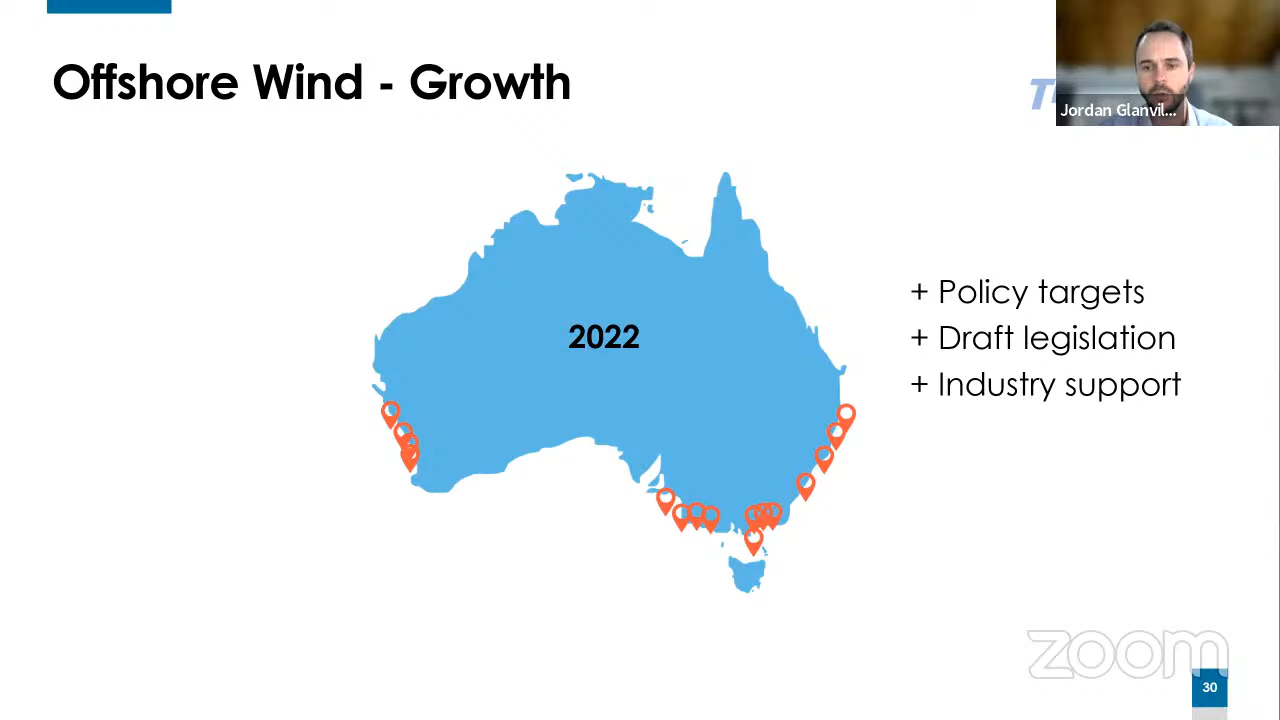 Offshore Wind - Growth
Jordan Glanvil...
2022
+ Policy targets
+ Draft legislation
+ Industry support
zoom
30